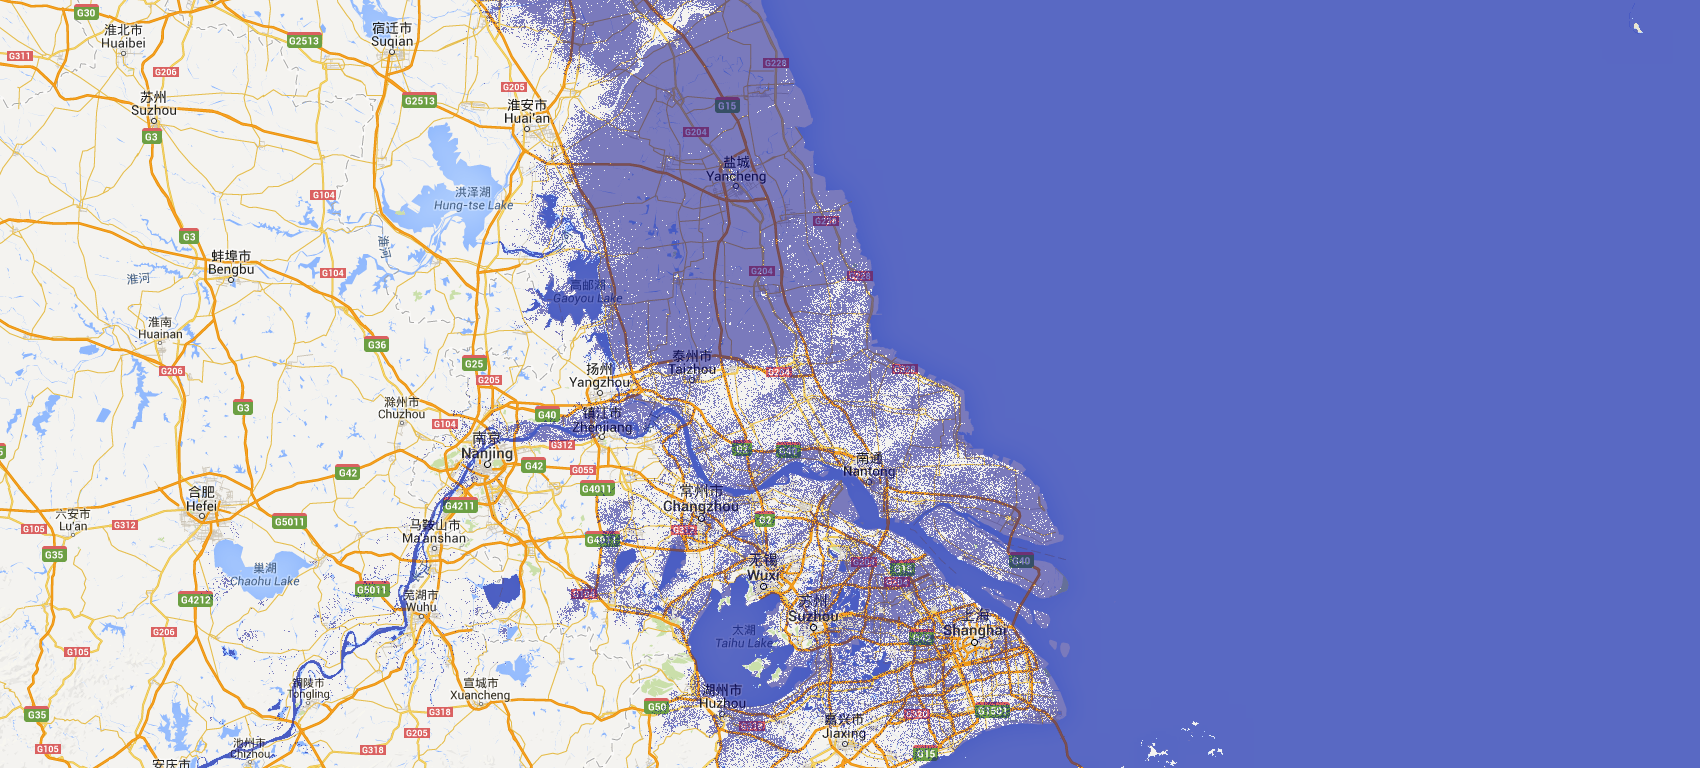 G30
淮北市
Huaibei
G311
G206
G2513
宿迁市
Suqian
G205
苏州
Suzhou
G3
G2513
淮安市
Huai'an
G228
G15
G204
盐城
Yancheng
G104
洪泽湖
Hung-tse Lake
G3
蚌埠市
Bengbu
淮河
淮河
G104
G204
高邮湖
Gaoyou Lake
淮南
Huainan
G206
G36
G25
G205
扬州
Yangzhou
泰州市
Taizhou
G3
滁州市
Chuzhou
G104
G40
镇江市
Zhenjiang
G312
南京
Nanjing
G42
G42
G055
G4011
南通
Nantong
合肥
Hefei
六安市
Lu'an
G105
G312
G5011
G4211
马鞍山市
Ma'anshan
常州市
Changzhou
G312
G2
G40
G35
巢湖
Chaohu Lake
G4212
G5011
芜湖市
Wuhu
无锡
Wuxi
苏州
Suzhou
上海
Shanghai
太湖
Taihu Lake
G206
G105
铜陵市
Tongling
宣城市
Xuancheng
G318
G50
湖州市
Huzhou
G318
G320
G1501
G35
G105
池州市
Chizhou
G318
G205
嘉兴市
Jiaxing
G15
安庆市